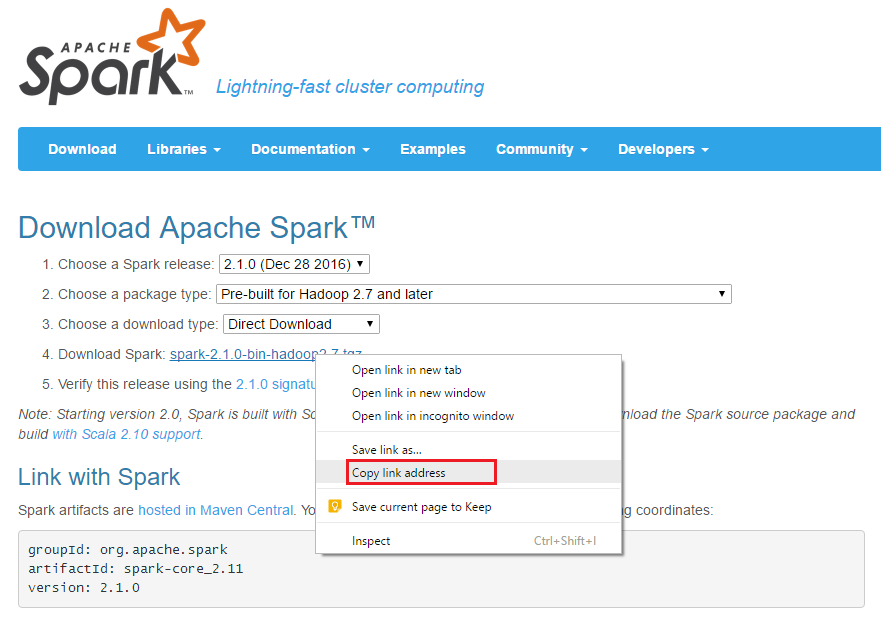 APACHE
Spark™
Lightning-fast cluster computing
Download Libraries Documentation Examples Community Developers
Download Apache Spark™
1. Choose a Spark release: 2.1.0 (Dec 28 2016)
2. Choose a package type: Pre-built for Hadoop 2.7 and later
3. Choose a download type: Direct Download
4. Download Spark: spark-2.1.0-bin-hadoop2.7.tgz
5. Verify this release using the 2.1.0
Note: Starting version 2.0, Spark is built with the Spark source package and
build with Scala 2.10 support.
Open link in new tab
Open link in new window
Open link in incognito window
Save link as...
Copy link address
Save current page to Keep
Inspect Ctrl+Shift+I
Link with Spark
Spark artifacts are hosted in Maven Central. coordinates:
groupId: org.apache.spark
artifactId: spark-core_2.11
version: 2.1.0